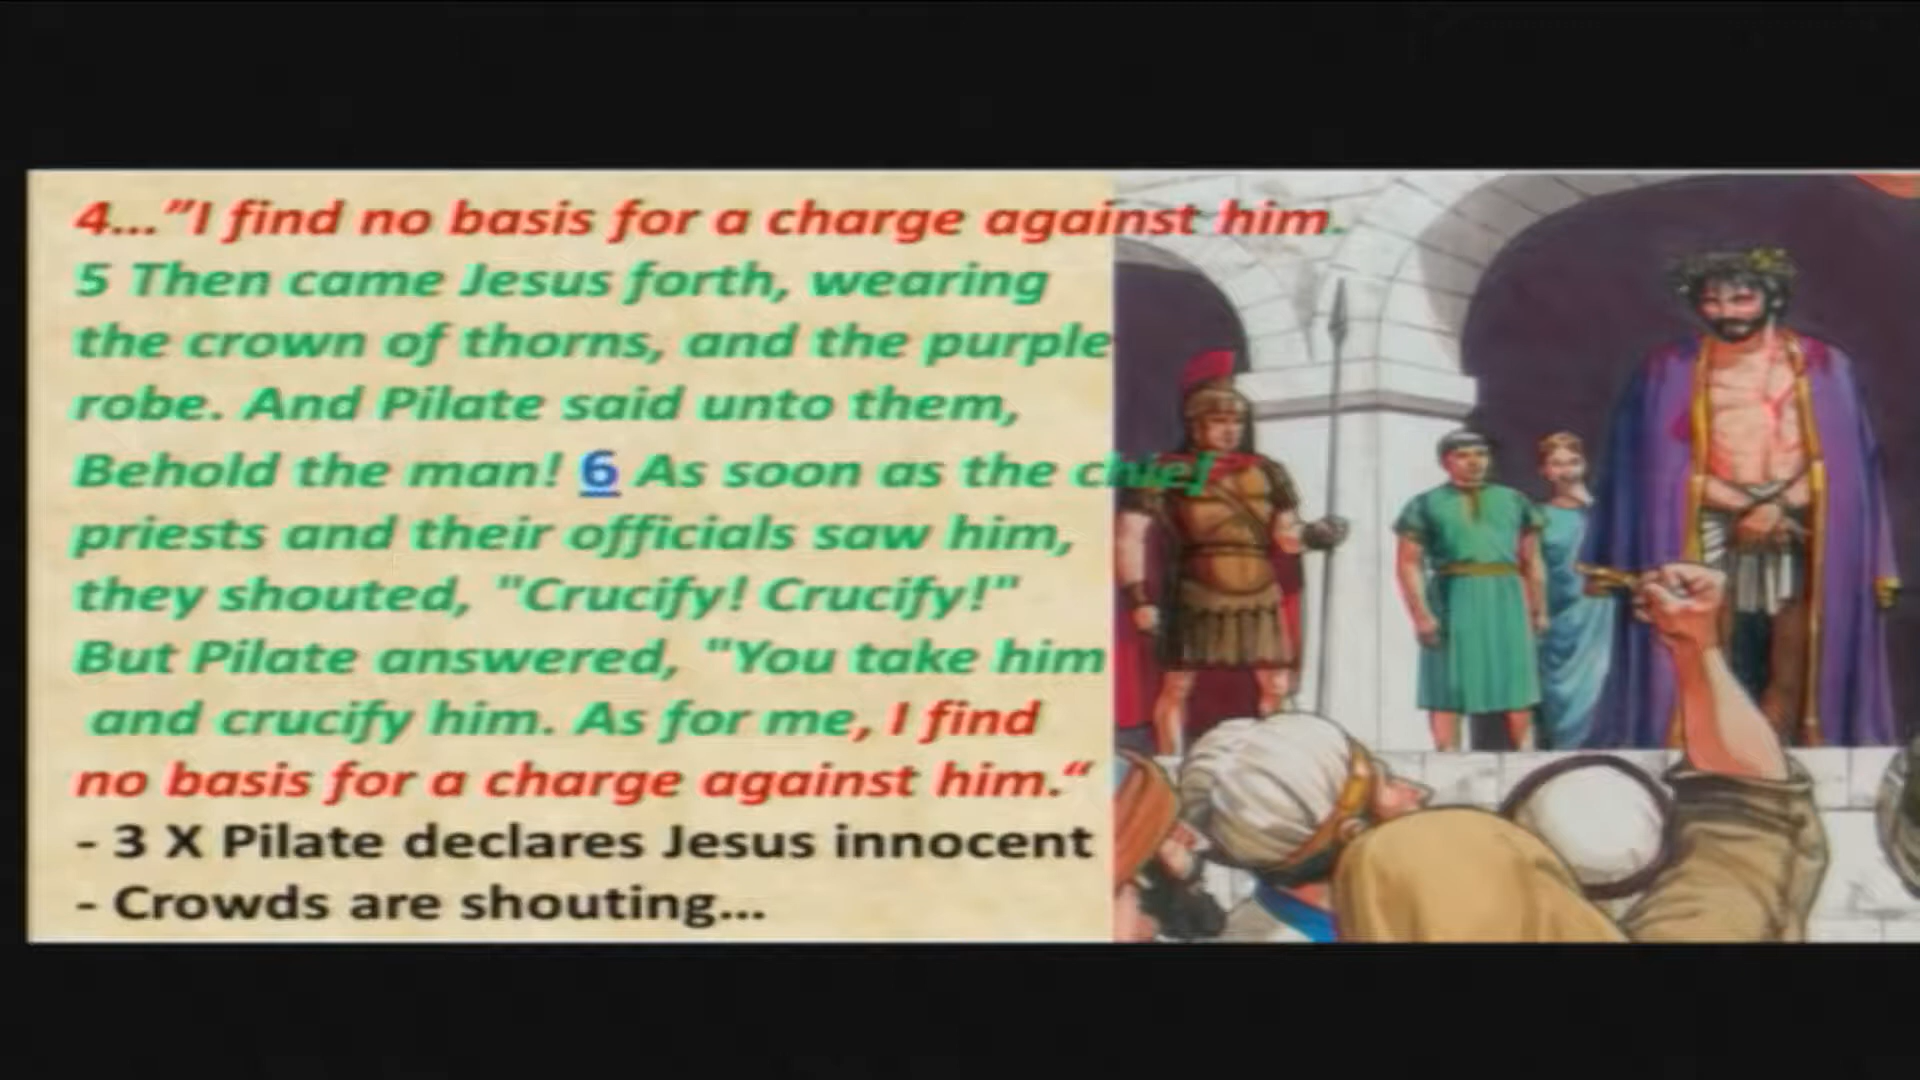 4...”I find no basis for a charge against him.
5 Then came Jesus forth, wearing
the crown of thorns, and the purple
robe. And Pilate said unto them,
Behold the man! 6 As soon as the chief
priests and their officials saw him,
they shouted, "Crucify! Crucify!"
But Pilate answered, "You take him
and crucify him. As for me, I find
no basis for a charge against him.“
- 3 X Pilate declares Jesus innocent
- Crowds are shouting...